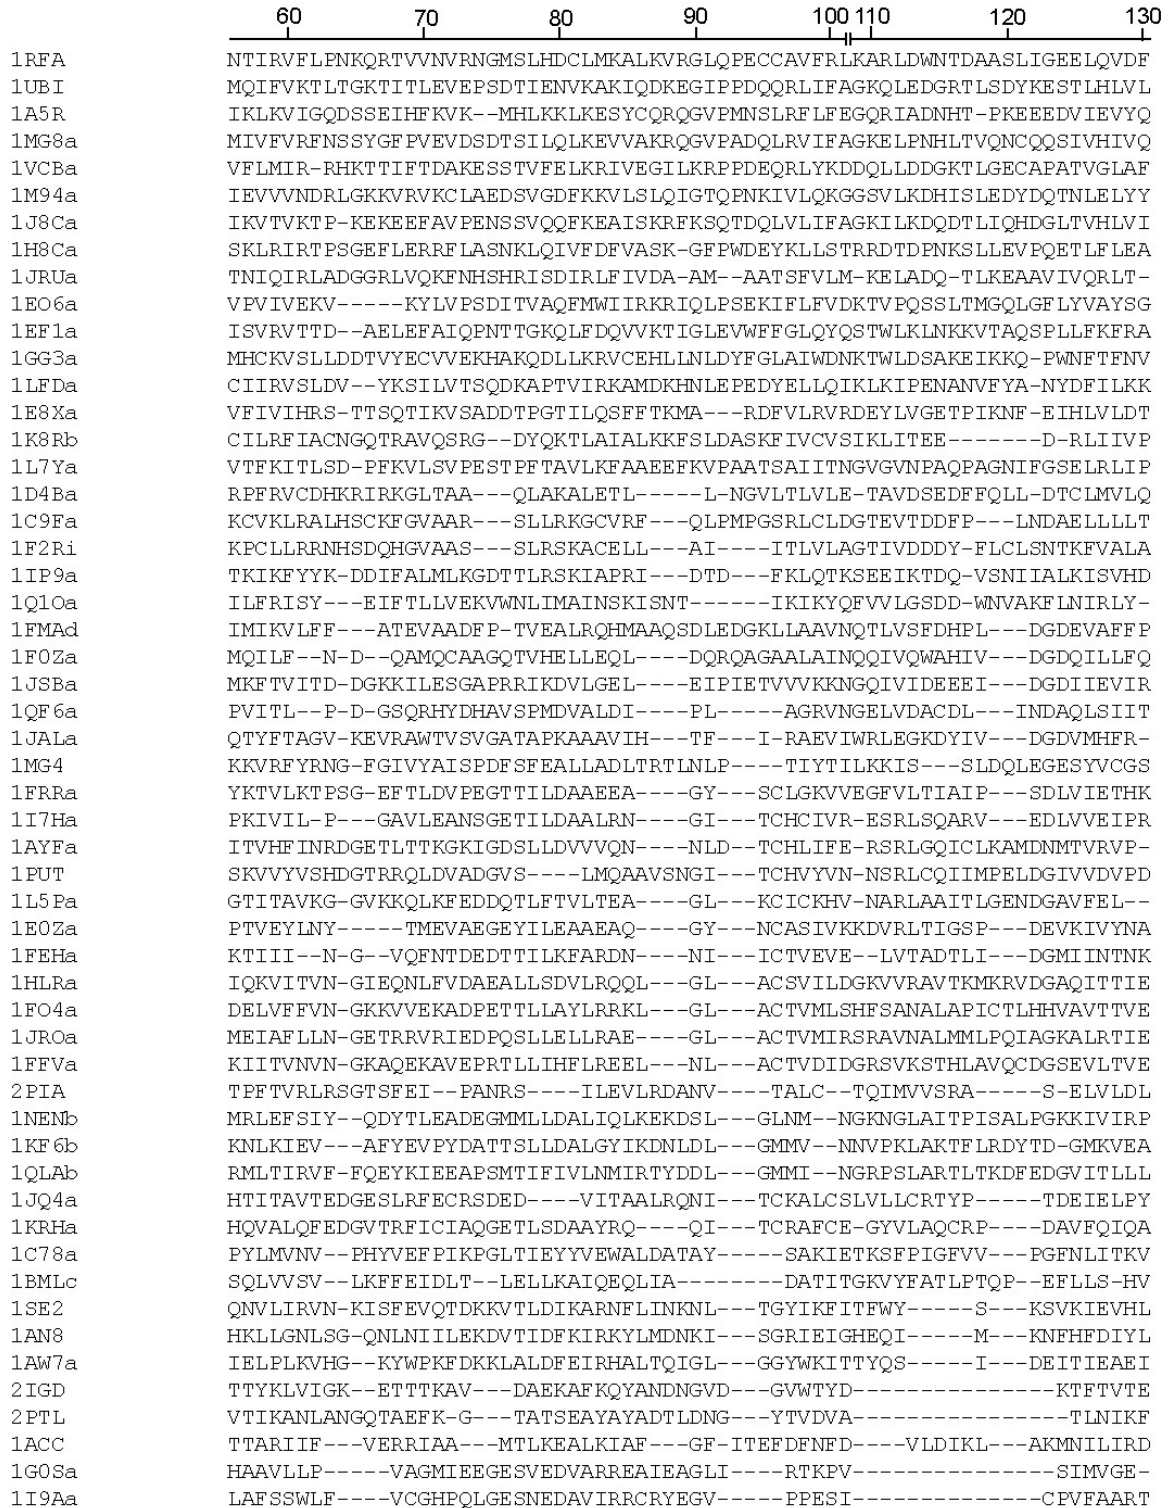 60 70 80 90 100 110 120 130
1RFA NTIRVFLPNKQRTVVNVRNGMSLHDCLMKALKVRGLQPECCAVFRLKARLDWNTDAASLIGEELQVDF
1UBI MQIFVKTLTGKTITLEVEPSDTIENVKAKIQDKEGIPPDQQRLIFAGKQLEDGRTLSDYKESTLHLVL
1A5R IKLKVIGQDSSEIHFKVK--MHLKKLKESYCQRQGVPMNSLRFLFEGQRIADNHT-PKEEEDVIEVYQ
1MG8a MIVFVRFNSSYGFPVEVDSDTSILQLKEVVAKRQGVPADQLRVIFAGKELPNHLTVQNCQQSIVHIVQ
1VCBa VFLMIR-RHKTTIFTDAKESSTVFELKRIVEGILKRPPDEQRLYKDDQLLDDGKTLGECAPATVGLAF
1M94a IEVVVNDRLGKKVRVKCLAEDSVGDFKKVLSLQIGTQPNKIVLQKGGSVLKDHISLEDYDQTNLELYY
1J8Ca IKVTVKTP-KEKEEFAVPENSSVQQFKEAISKRFKSQTDQLVLIFAGKILKDQDTLIQHDGLTVHLVI
1H8Ca SKLRIRTPSGEFLERRFLASNKLQIVFDFVASK-GFPWDEYKLLSTRRDTDPNKSLLEVPQETLFLEA
1JRUa TNIQIRLADGGRLVQKFNHSHRISDIRLFIVDA-AM--AATSFVLM-KELADQ-TLKEAAVIVQRLT-
1EO6a VPVIVEKV-----KYLVPSDITVAQFMWIIRKRIQLPSEKIFLFVDKTVPQSSLTMGQLGFLYVAYSG
1EF1a ISVRVTTD--AELEFAIQPNTTGKQLFDQVVKTIGLEVWFFGLQYQSTWLKLNKKVTAQSPLLFKFRA
1GG3a MHCKVSLLDDTVYECVVEKHAKQDLLKRVCEHLLNLDYFGLAIWDNKTWLDSAKEIKKQ-PWNFTFNV
1LFDa CIIRVSLDV--YKSILVTSQDKAPTVIRKAMDKHNLEPEDYELLQIKLKIPENANVFYA-NYDFILKK
1E8Xa VFIVIHRS-TTSQTIKVSADDTPGTILQSFFTKMA---RDFVLRVRDEYLVGETPIKNF-EIHLVLDT
1K8Rb CILRFIACNGQTRAVQSRG--DYQKTLAIALKKFSLDASKFIVCVSIKLITEE-------D-RLIIVP
1L7Ya VTFKITLSD-PFKVLSVPESTPFTAVLKFAAEEFKVPAATSAIITNGVGVNPAQPAGNIFGSELRLIP
1D4Ba RPFRVCDHKRIRKGLTAA---QLAKALETL-----L-NGVLTLVLE-TAVDSEDFFQLL-DTCLMVLQ
1C9Fa KCVKLRALHSCKFGVAAR---SLLRKGCVRF---QLPMPGSRLCLDGTEVTDDFP---LNDAELLLLT
1F2Ri KPCLLRRNHSDQHGVAAS---SLRSKACELL---AI----ITLVLAGTIVDDDY-FLCLSNTKFVALA
1IP9a TKIKFYYK-DDIFALMLKGDTTLRSKIAPRI---DTD---FKLQTKSEEIKTDQ-VSNIIALKISVHD
1Q1Oa ILFRISY---EIFTLLVEKVWNLIMAINSKISNT------IKIKYQFVVLGSDD-WNVAKFLNIRLY-
1FMAd IMIKVLFF---ATEVAADFP-TVEALRQHMAAQSDLEDGKLLAAVNQTLVSFDHPL---DGDEVAFFP
1F0Za MQILF--N-D--QAMQCAAGQTVHELLEQL----DQRQAGAALAINQQIVQWAHIV---DGDQILLFQ
1JSBa MKFTVITD-DGKKILESGAPRRIKDVLGEL----EIPIETVVVKKNGQIVIDEEEI---DGDIIEVIR
1QF6a PVITL--P-D-GSQRHYDHAVSPMDVALDI----PL-----AGRVNGELVDACDL---INDAQLSIIT
1JALa QTYFTAGV-KEVRAWTVSVGATAPKAAAVIH---TF---I-RAEVIWRLEGKDYIV---DGDVMHFR-
1MG4 KKVRFYRNG-FGIVYAISPDFSFEALLADLTRTLNLP----TIYTILKKIS---SLDQLEGESYVCGS
1FRRa YKTVLKTPSG-EFTLDVPEGTTILDAAEEA----GY---SCLGKVVEGFVLTIAIP---SDLVIETHK
1I7Ha PKIVIL-P---GAVLEANSGETILDAALRN----GI---TCHCIVR-ESRLSQARV---EDLVVEIPR
1AYFa ITVHFINRDGETLTTKGKIGDSLLDVVVQN----NLD--TCHLIFE-RSRLGQICLKAMDNMTVRVP-
1PUT SKVVYVSHDGTRRQLDVADGVS----LMQAAVSNGI---TCHVYVN-NSRLCQIIMPELDGIVVDVPD
1L5Pa GTITAVKG-GVKKQLKFEDDQTLFTVLTEA----GL---KCICKHV-NARLAAITLGENDGAVFEL--
1E0Za PTVEYLNY-----TMEVAEGEYILEAAEAQ----GY---NCASIVKKDVRLTIGSP---DEVKIVYNA
1FEHa KTIII--N-G--VQFNTDEDTTILKFARDN----NI---CTVEVE--LVTADTLI---DGMIINTNK
1HLRa IQKVITVN-GIEQNLFVDAEALLSDVLRQQL---GL---ACSVILDGKVVRAVTKMKRVDGAQITTIE
1FO4a DELVFFVN-GKKVVEKADPETTLLAYLRRKL---GL---ACTVMLSHFSANALAPICTLHHVAVTTVE
1JROa MEIAFLLN-GETRRVRIEDPQSLLELLRAE----GL---ACTVMIRSRAVNALMMLPQIAGKALRTIE
1FFVa KIITVNVN-GKAQEKAVEPRTLLIHFLREEL---NL---ACTVDIDGRSVKSTHLAVQCDGSEVLTVE
2PIA TPFTVRLRSGTSFEI--PANRS----ILEVLRDANV----TALC--TQIMVVSRA-----S-ELVLDL
1NENb MRLEFSIY--QDYTLEADEGMMLLDALIQLKEKDSL---GLNM--NGKNGLAITPISALPGKKIVIRP
1KF6b KNLKIEV---AFYEVPYDATTSLLDALGYIKDNLDL---GMMV--NNVPKLAKTFLRDYTD-GMKVEA
1QLAb RMLTIRVF-FQEYKIEEAPSMTIFIVLNMIRTYDDL---GMMI--NGRPSLARTLTKDFEDGVITLLL
1JQ4a HTITAVTEDGESLRFECRSDED----VITAALRQNI---TCKALCSLVLLCRTYP-----TDEIELPY
1KRHa HQVALQFEDGVTRFICIAQGETLSDAAYRQ----QI---TCRAFCE-GYVLAQCRP----DAVFQIQA
1C78a PYLMVNV--PHYVEFPIKPGLTIEYYVEWALDATAY-----SAKIETKSFPIGFVV---PGFNLITKV
1BMLc SQLVVSV--LKFFEIDLT--LELLKAIQEQLIA--------DATITGKVYFATLPTQP--EFLLS-HV
1SE2 QNVLIRVN-KISFEVQTDKKVTLDIKARNFLINKNL---TGYIKFITFWY-----S---KSVKIEVHL
1AN8 HKLLGNLSG-QNLNIILEKDVTIDFKIRKYLMDNKI---SGRIEIGHEQI-----M---KNFHFDIYL
1AW7a IELPLKVHG--KYWPKFDKKLALDFEIRHALTQIGL---GGYWKITTYQS-----I---DEITIEAEI
2IGD TTYKLVIGK--ETTTKAV---DAEKAFKQYANDNGVD---GVWTYD---------------KTFTVTE
2PTL VTIKANLANGQTAEFK-G---TATSEAYAYADTLDNG---YTVDVA----------------TLNIKF
1ACC TTARIIF---VERRIAA--MTLKEALKIAF---GF-ITEFDFNFD----VLDIKL---AKMNILIRD
1G0Sa HAAVLLP-----VAGMIEEGESVEDVARREAIEAGLI---RTKPV---------------SIMVGE-
1I9Aa LAFSSWLF---VCGHPQLGESNEDAVIRRCRYEGV-----PPESI--------------CPVFAART